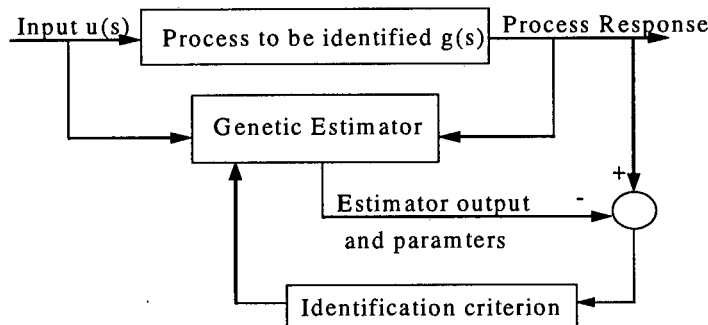 Input u(s)
Process to be identified g(s)
Process Response
Genetic Estimator
+
Estimator output
-
and paramters
Identification criterion